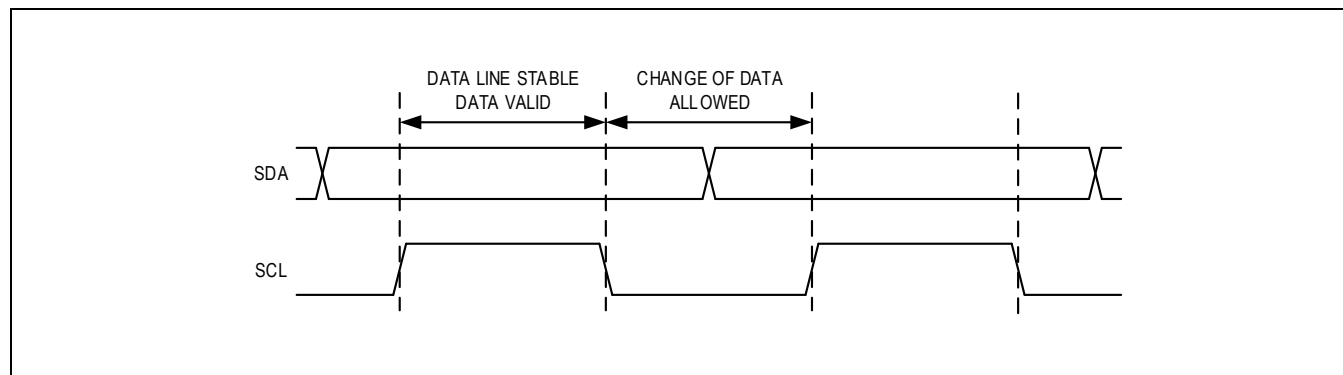 DATA LINE STABLE
DATA VALID
CHANGE OF DATA
ALLOWED
SDA
SCL